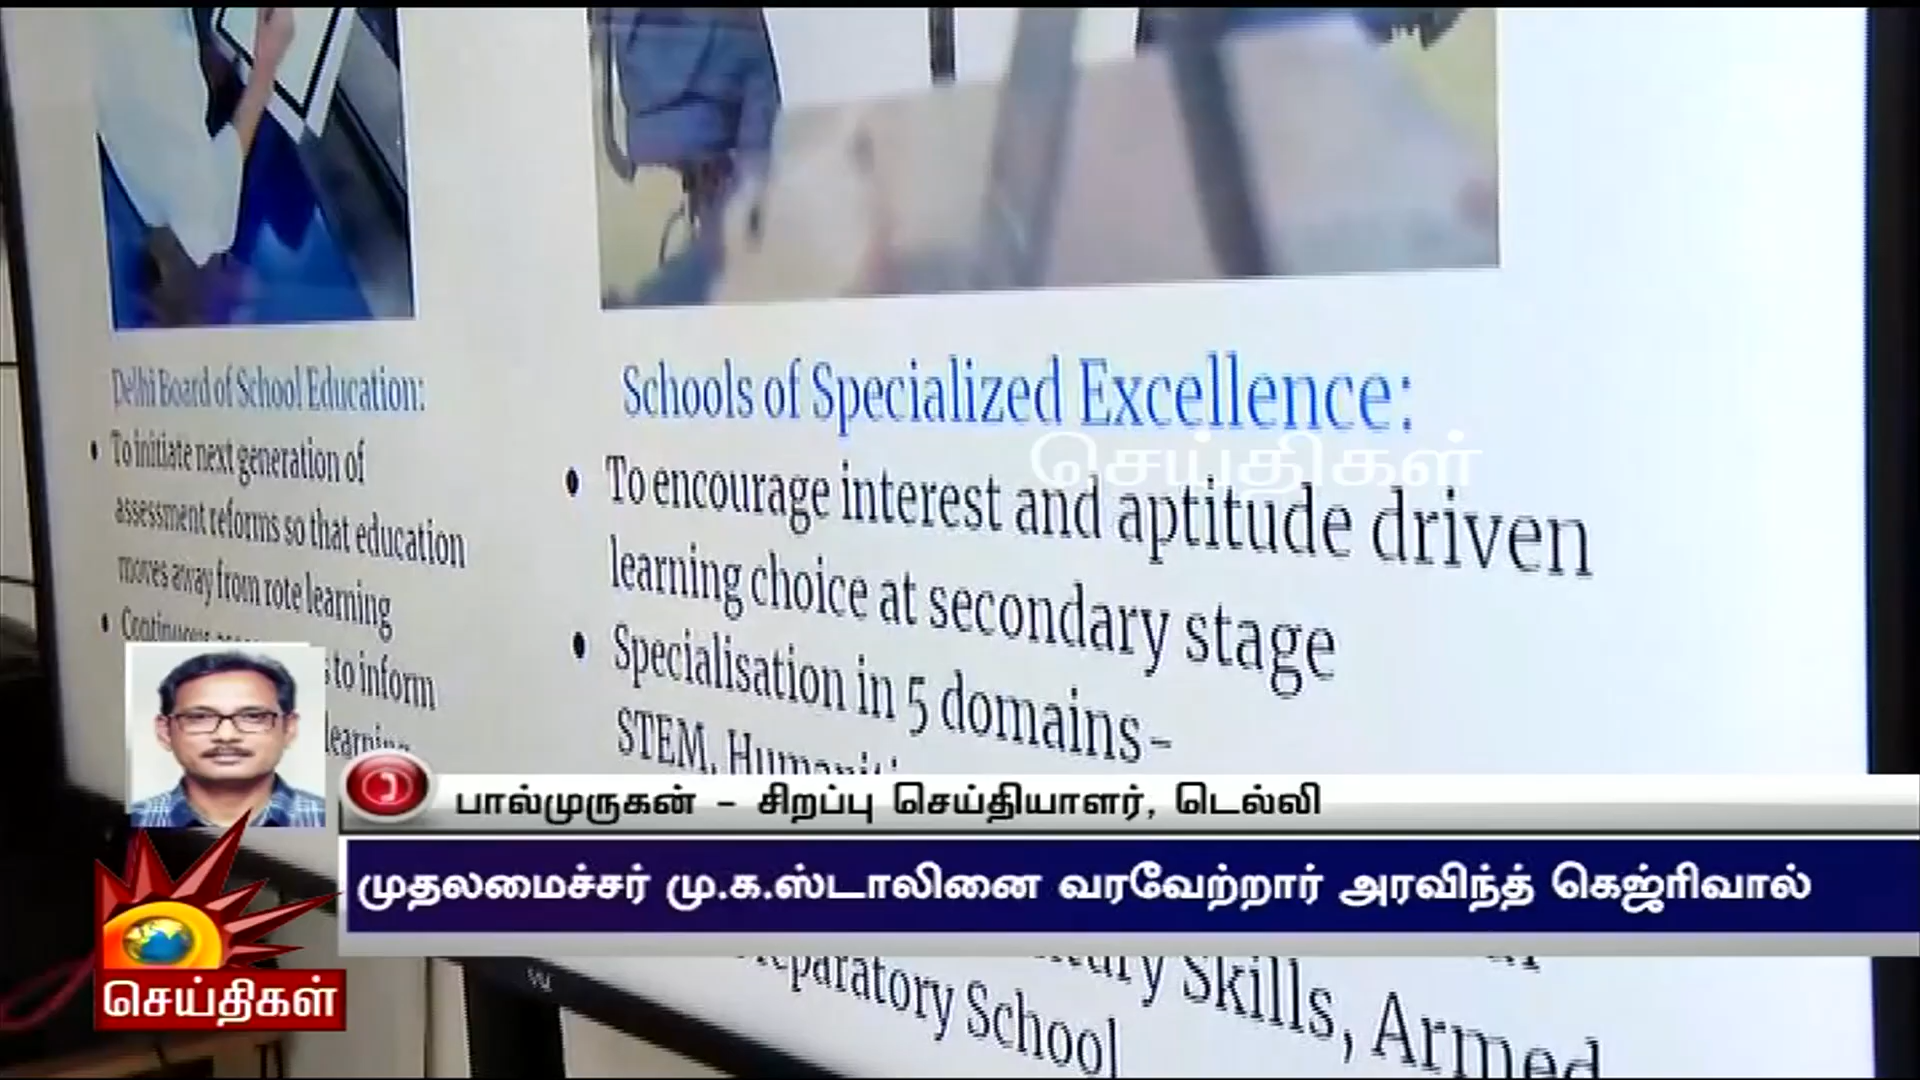 Delhi Board of School Education:
To initiate next generation of
assessment reforms so that education
moves away from rote learning
Continuous
to inform
learning
Schools of Specialized Excellence:
செய்திகள்
To encourage interest and aptitude driven
learning choice at secondary stage
Specialisation in 5 domains –
STEM,
பால்முருகன் – சிறப்பு செய்தியாளர், டெல்லி
முதலமைச்சர் மு.க.ஸ்டாலினை வரவேற்றார் அரவிந்த் கெஜ்ரிவால்
Skills, Armed
Preparatory School
செய்திகள்